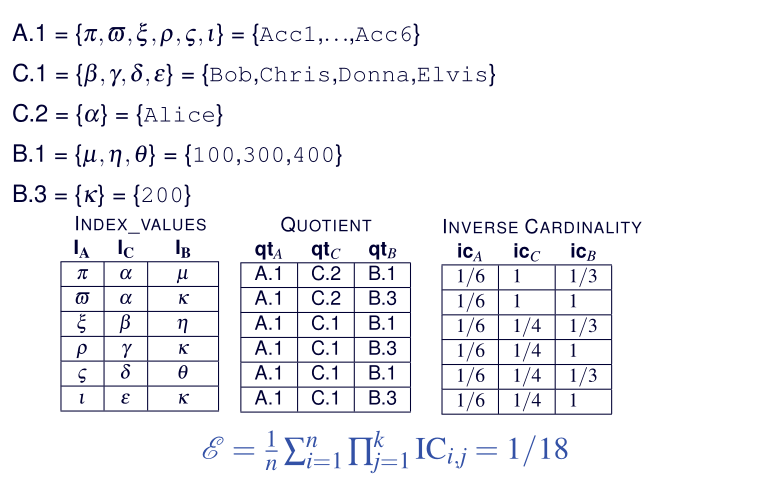 A.1 = {π,ϖ,ξ,ρ,ς,ι} = {Acc1,...,Acc6}
C.1 = {β,γ,δ,ε} = {Bob,Chris,Donna,Elvis}
C.2 = {α} = {Alice}
B.1 = {μ,η,θ} = {100,300,400}
B.3 = {κ} = {200}
INDEX_VALUES QUOTIENT INVERSE CARDINALITY
I_A I_C I_B qt_A qt_C qt_B ic_A ic_C ic_B
π α μ A.1 C.2 B.1 1/6 1 1/3
ϖ α κ A.1 C.2 B.3 1/6 1 1
ξ β η A.1 C.1 B.1 1/6 1/4 1/3
ρ γ κ A.1 C.1 B.3 1/6 1/4 1
ς δ θ A.1 C.1 B.1 1/6 1/4 1/3
ι ε κ A.1 C.1 B.3 1/6 1/4 1
ℰ = 1/n ∑_{i=1}^{n} ∏_{j=1}^{k} IC_{i,j} = 1/18